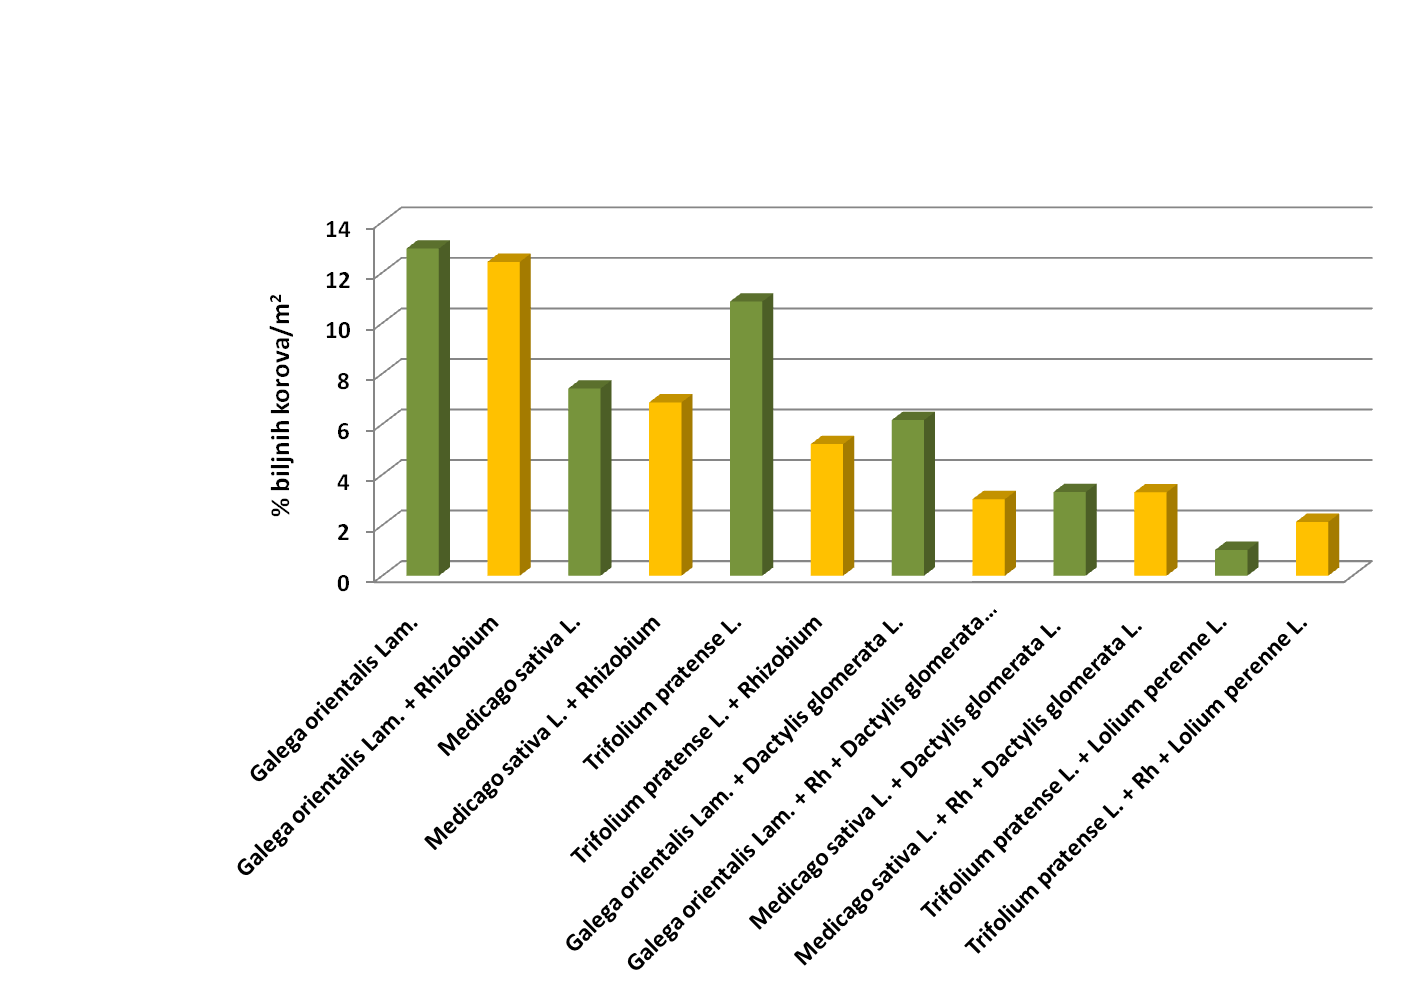 14
12
10
8
6
4
2
0
% biljnih korova/m²
Galega orientalis Lam.
Galega orientalis Lam. + Rhizobium
Medicago sativa L.
Medicago sativa L. + Rhizobium
Trifolium pratense L.
Trifolium pratense L. + Rhizobium
Galega orientalis Lam. + Dactylis glomerata L.
Galega orientalis Lam. + Rh + Dactylis glomerata...
Medicago sativa L. + Dactylis glomerata L.
Medicago sativa L. + Rh + Dactylis glomerata L.
Trifolium pratense L. + Lolium perenne L.
Trifolium pratense L. + Rh + Lolium perenne L.